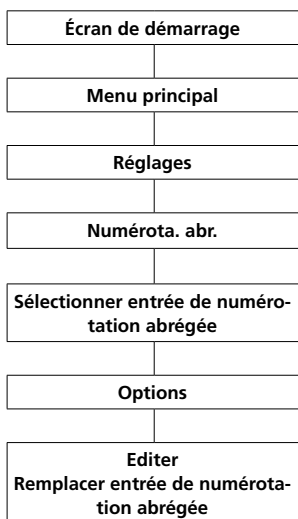 Écran de démarrage
Menu principal
Réglages
Numérota. abr.
Sélectionner entrée de numéro-
tation abrégée
Options
Editer
Remplacer entrée de numérota-
tion abrégée